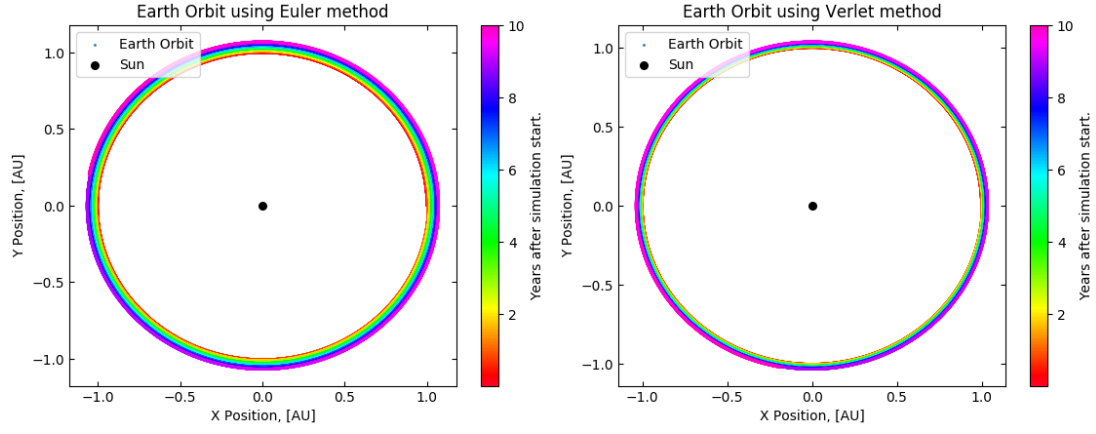 Earth Orbit using Euler method
Earth Orbit
Sun
1.0
0.5
0.0
−0.5
−1.0
Y Position, [AU]
−1.0
−0.5
0.0
0.5
1.0
X Position, [AU]
10
8
6
4
2
Years after simulation start.
Earth Orbit using Verlet method
Earth Orbit
Sun
1.0
0.5
0.0
−0.5
−1.0
Y Position, [AU]
−1.0
−0.5
0.0
0.5
1.0
X Position, [AU]
10
8
6
4
2
Years after simulation start.